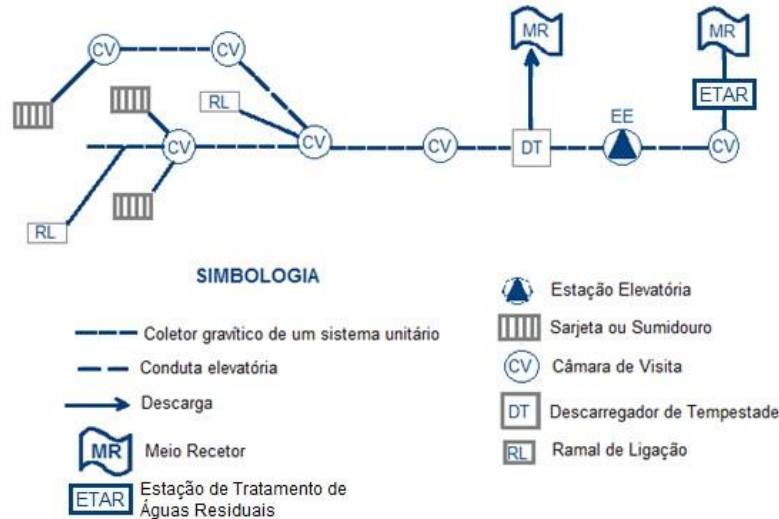 MR
MR
CV
CV
RL
ETAR
EE
CV
CV
CV
DT
CV
RL
SIMBOLOGIA
Coletor gravítico de um sistema unitário
Conduta elevatória
Descarga
MR Meio Recetor
ETAR Estação de Tratamento de
Águas Residuais
Estação Elevatória
Sarjeta ou Sumidouro
CV Câmara de Visita
DT Descarregador de Tempestade
RL Ramal de Ligação